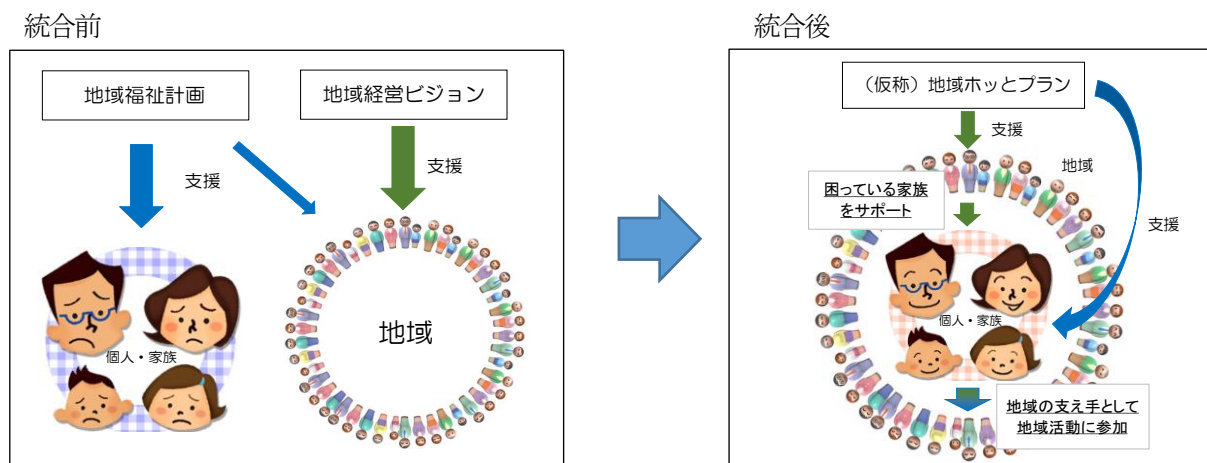 統合前
地域福祉計画
地域経営ビジョン
支援
支援
個人・家族
地域
統合後
（仮称）地域ホッとプラン
支援
地域
困っている家族
をサポート
支援
個人・家族
地域の支え手として
地域活動に参加